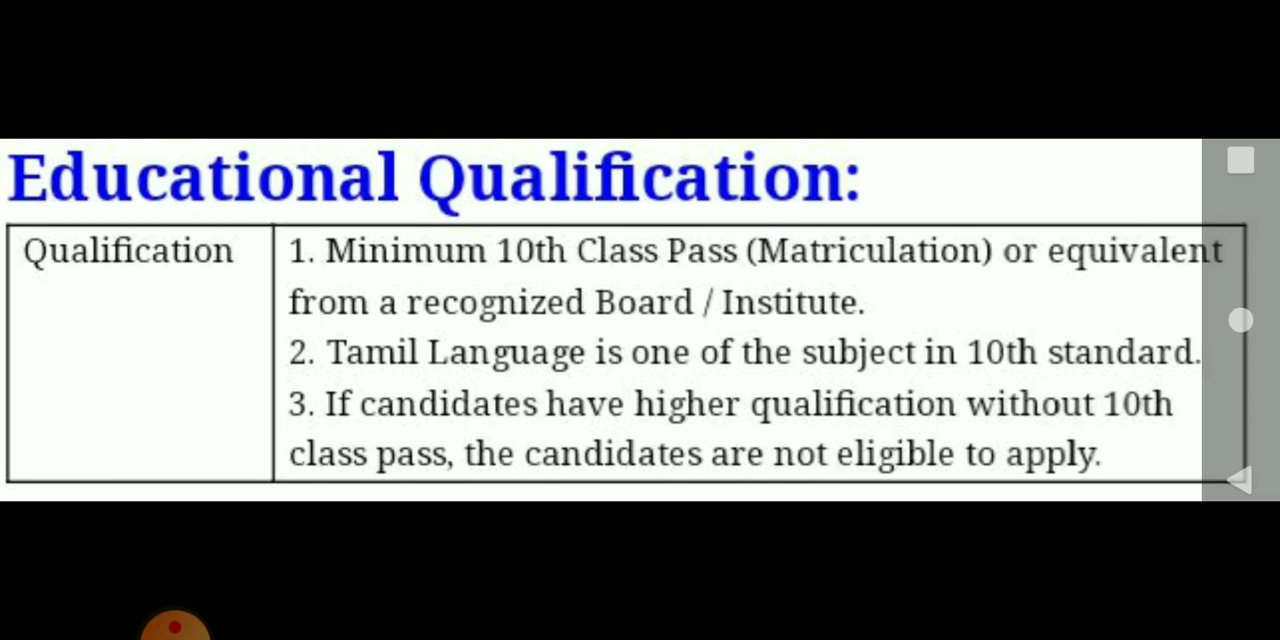 Educational Qualification:
Qualification
1. Minimum 10th Class Pass (Matriculation) or equivalent
from a recognized Board / Institute.
2. Tamil Language is one of the subject in 10th standard.
3. If candidates have higher qualification without 10th
class pass, the candidates are not eligible to apply.